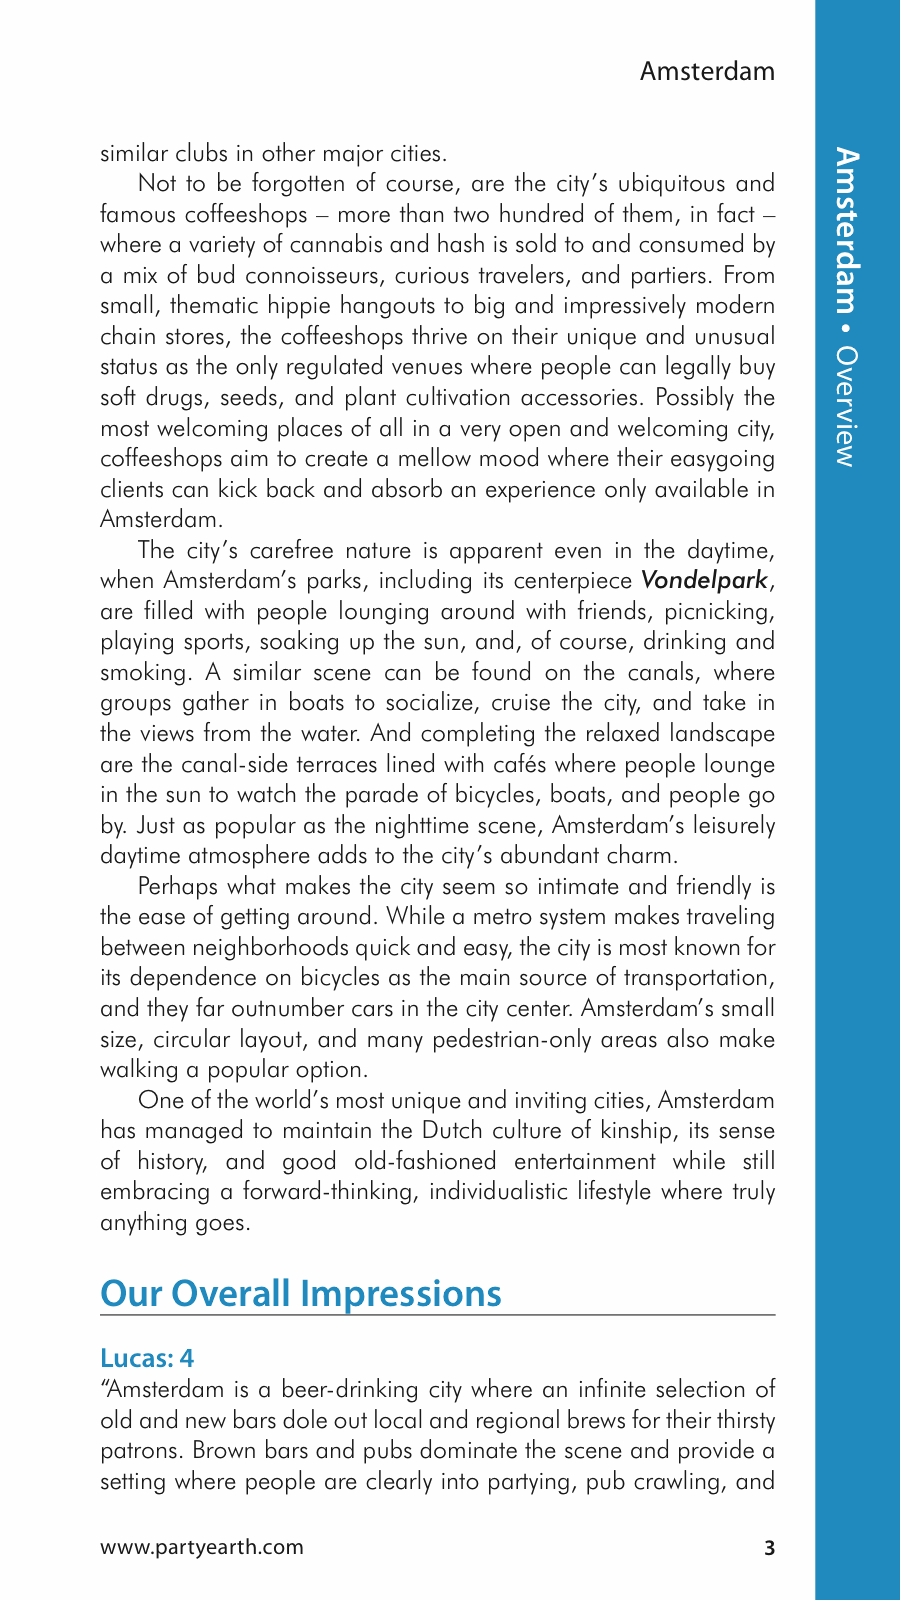 Amsterdam
similar clubs in other major cities.
Not to be forgotten of course, are the city’s ubiquitous and
famous coffeeshops – more than two hundred of them, in fact –
where a variety of cannabis and hash is sold to and consumed by
a mix of bud connoisseurs, curious travelers, and partiers. From
small, thematic hippie hangouts to big and impressively modern
chain stores, the coffeeshops thrive on their unique and unusual
status as the only regulated venues where people can legally buy
soft drugs, seeds, and plant cultivation accessories. Possibly the
most welcoming places of all in a very open and welcoming city,
coffeeshops aim to create a mellow mood where their easygoing
clients can kick back and absorb an experience only available in
Amsterdam.
The city’s carefree nature is apparent even in the daytime,
when Amsterdam’s parks, including its centerpiece Vondelpark,
are filled with people lounging around with friends, picnicking,
playing sports, soaking up the sun, and, of course, drinking and
smoking. A similar scene can be found on the canals, where
groups gather in boats to socialize, cruise the city, and take in
the views from the water. And completing the relaxed landscape
are the canal-side terraces lined with cafés where people lounge
in the sun to watch the parade of bicycles, boats, and people go
by. Just as popular as the nighttime scene, Amsterdam’s leisurely
daytime atmosphere adds to the city’s abundant charm.
Perhaps what makes the city seem so intimate and friendly is
the ease of getting around. While a metro system makes traveling
between neighborhoods quick and easy, the city is most known for
its dependence on bicycles as the main source of transportation,
and they far outnumber cars in the city center. Amsterdam’s small
size, circular layout, and many pedestrian-only areas also make
walking a popular option.
One of the world’s most unique and inviting cities, Amsterdam
has managed to maintain the Dutch culture of kinship, its sense
of history, and good old-fashioned entertainment while still
embracing a forward-thinking, individualistic lifestyle where truly
anything goes.
Our Overall Impressions
Lucas: 4
“Amsterdam is a beer-drinking city where an infinite selection of
old and new bars dole out local and regional brews for their thirsty
patrons. Brown bars and pubs dominate the scene and provide a
setting where people are clearly into partying, pub crawling, and
www.partyearth.com
3
Amsterdam • Overview